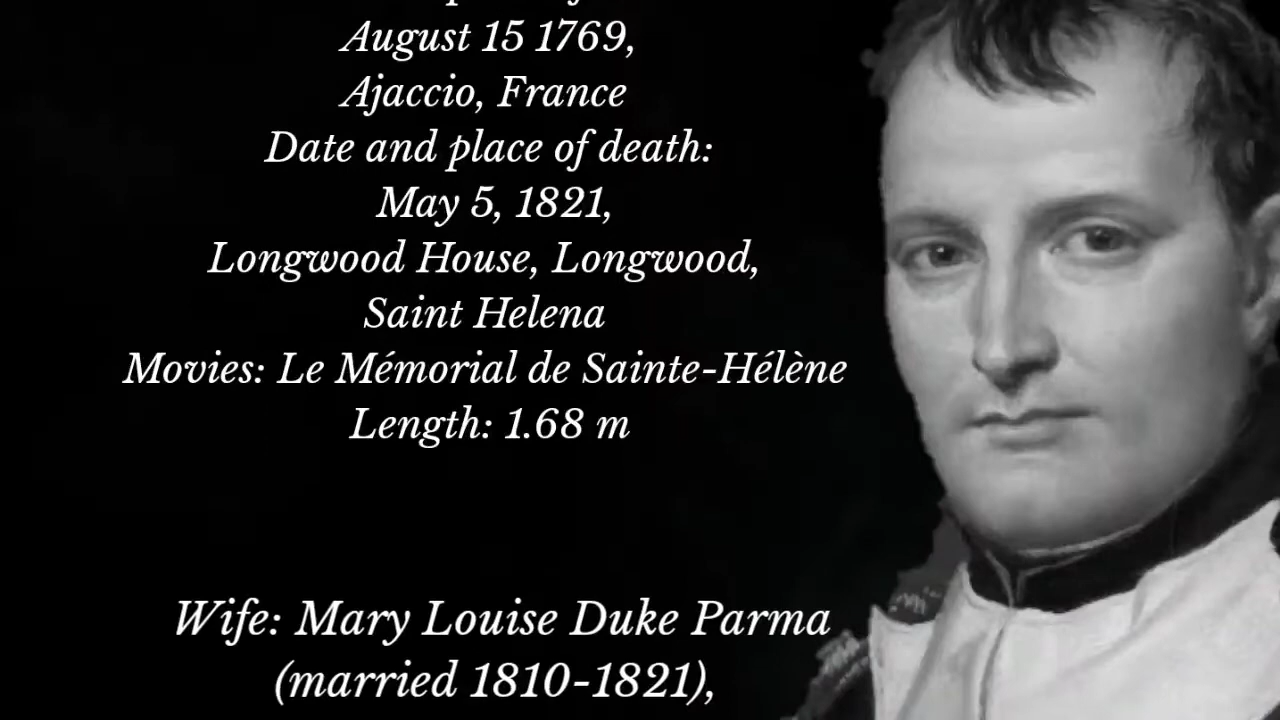 August 15 1769,
Ajaccio, France
Date and place of death:
May 5, 1821,
Longwood House, Longwood,
Saint Helena
Movies: Le Mémorial de Sainte-Hélène
Length: 1.68 m
Wife: Mary Louise Duke Parma
(married 1810-1821),